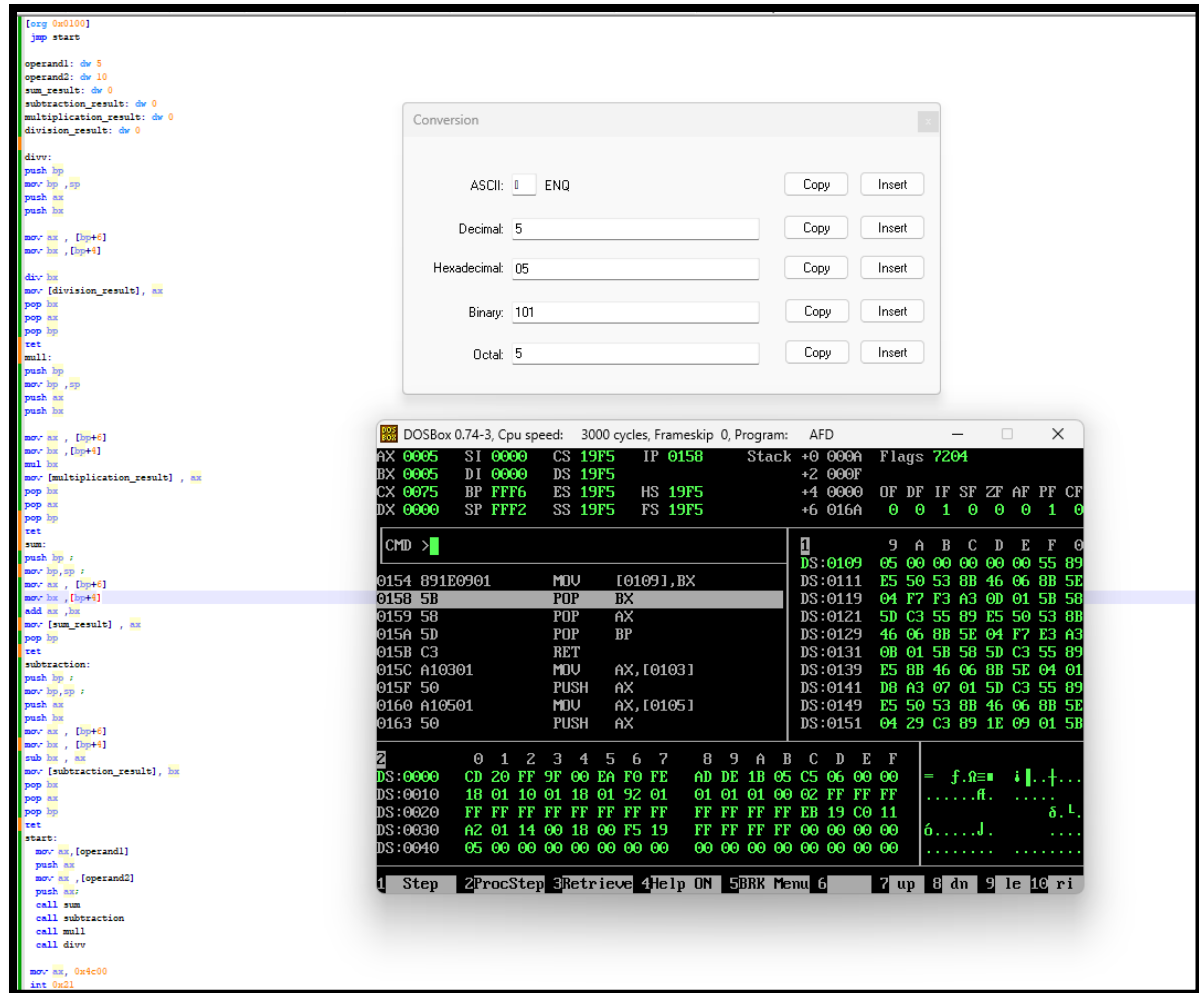 [org 0x0100]
jmp start
operand1: dw 5
operand2: dw 10
sum_result: dw 0
subtraction_result: dw 0
multiplication_result: dw 0
division_result: dw 0
divv:
push bp
mov bp ,sp
push ax
push bx
mov ax , [bp+6]
mov bx ,[bp+4]
div bx
mov [division_result], ax
pop bx
pop ax
pop bp
ret
mull:
push bp
mov bp ,sp
push ax
push bx
mov ax , [bp+6]
mov bx ,[bp+4]
mul bx
mov [multiplication_result] , ax
pop bx
pop ax
pop bp
ret
sum:
push bp ;
mov bp,sp ;
mov ax , [bp+6]
mov bx ,[bp+4]
add ax ,bx
mov [sum_result] , ax
pop bp
ret
subtraction:
push bp ;
mov bp,sp ;
push ax
push bx
mov ax , [bp+6]
mov bx , [bp+4]
sub bx , ax
mov [subtraction_result], bx
pop bx
pop ax
pop bp
ret
start:
mov ax,[operand1]
push ax
mov ax ,[operand2]
push ax;
call sum
call subtraction
call mull
call divv
mov ax, 0x4c00
int 0x21
Conversion x
ASCII: ENQ Copy Insert
Decimal: 5 Copy Insert
Hexadecimal: 05 Copy Insert
Binary: 101 Copy Insert
Octal: 5 Copy Insert
DOSBox 0.74-3, Cpu speed: 3000 cycles, Frameskip 0, Program: AFD
AX 0005 SI 0000 CS 19F5 IP 0158 Stack +0 000A Flags 7204
BX 0005 DI 0000 DS 19F5 +2 000F
CX 0075 BP FFF6 ES 19F5 HS 19F5 +4 0000 OF DF IF SF ZF AF PF CF
DX 0000 SP FFF2 SS 19F5 FS 19F5 +6 016A 0 0 1 0 0 0 1 0
CMD >
0154 891E0901 MOV [0109],BX
0158 5B POP BX
0159 58 POP AX
015A 5D POP BP
015B C3 RET
015C A10301 MOV AX,[0103]
015F 50 PUSH AX
0160 A10501 MOV AX,[0105]
0163 50 PUSH AX
1 9 A B C D E F 0
DS:0109 05 00 00 00 00 00 55 89
DS:0111 E5 50 53 8B 46 06 8B 5E
DS:0119 04 F7 F3 A3 0D 01 5B 58
DS:0121 5D C3 55 89 E5 50 53 8B
DS:0129 46 06 8B 5E 04 F7 E3 A3
DS:0131 0B 01 5B 58 5D C3 55 89
DS:0139 E5 8B 46 06 8B 5E 04 01
DS:0141 D8 A3 07 01 5D C3 55 89
DS:0149 E5 50 53 8B 46 06 8B 5E
DS:0151 04 29 C3 89 1E 09 01 5B
2 0 1 2 3 4 5 6 7 8 9 A B C D E F
DS:0000 CD 20 FF 9F 00 EA F0 FE AD DE 1B 05 C5 06 00 00
DS:0010 18 01 10 01 18 01 92 01 01 01 01 00 02 FF FF FF
DS:0020 FF FF FF FF FF FF FF FF FF FF FF FF EB 19 C0 11
DS:0030 A2 01 14 00 18 00 F5 19 FF FF FF FF 00 00 00 00
DS:0040 05 00 00 00 00 00 00 00 00 00 00 00 00 00 00 00
1 Step 2ProcStep 3Retrieve 4Help ON 5BRK Menu 6 7 up 8 dn 9 le 10 ri